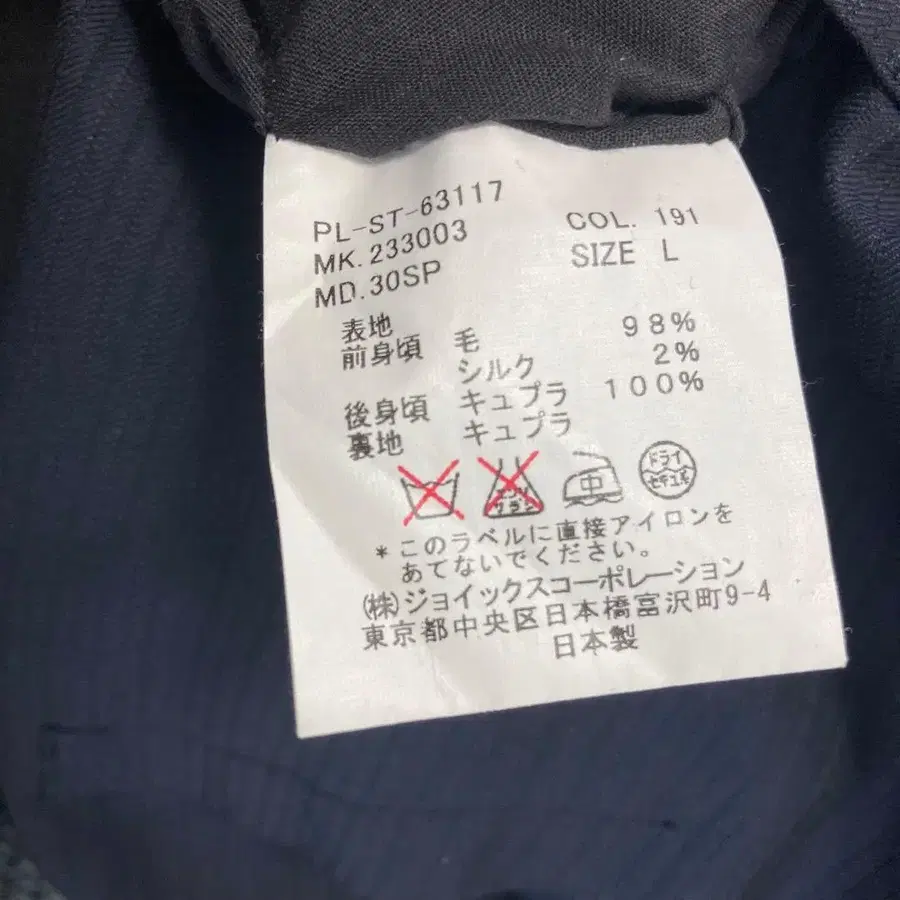 PL-ST-63117
MK.233003 COL. 191
MD.30SP SIZE L
表地
前身頃 毛 98%
シルク 2%
後身頃 キュプラ 100%
裏地 キュプラ
中
ドライ
セキユ系
* このラベルに直接アイロンを
あてないでください。
(株)ジョイックスコーポレーション
東京都中央区日本橋富沢町9-4
日本製